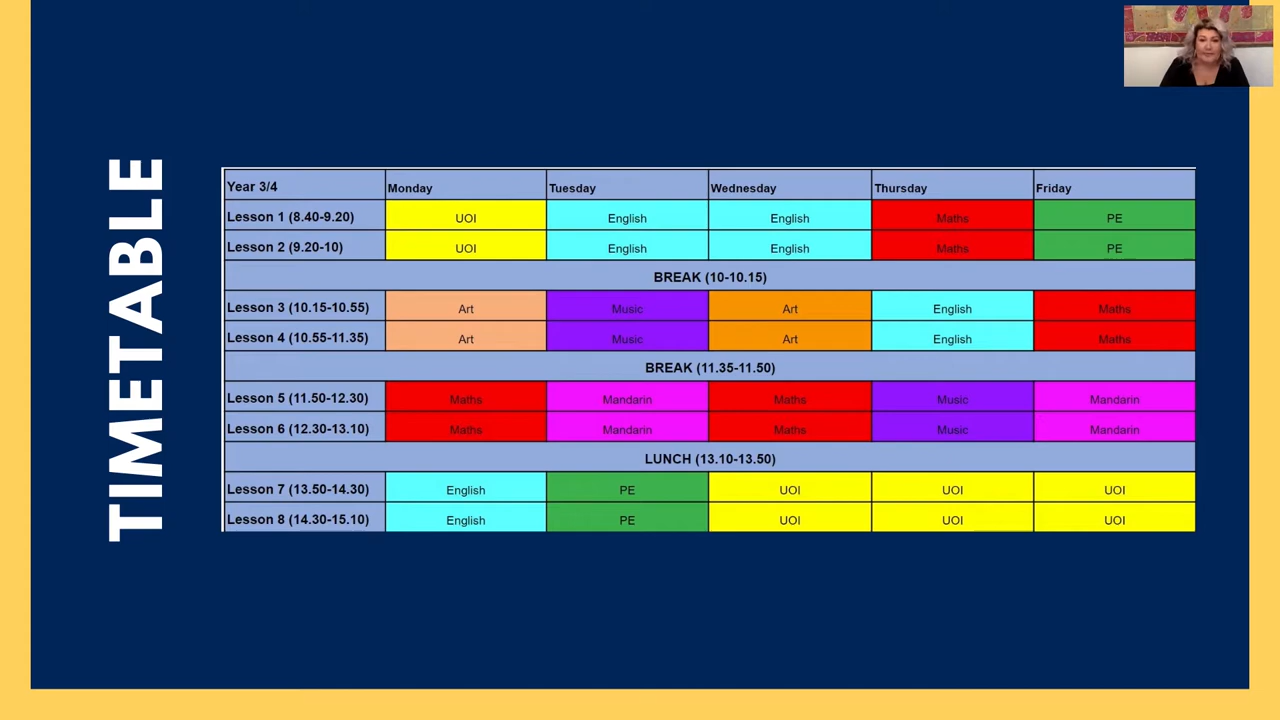 TIMETABLE
Year 3/4 Monday Tuesday Wednesday Thursday Friday
Lesson 1 (8.40-9.20) UOI English English Maths PE
Lesson 2 (9.20-10) UOI English English Maths PE
BREAK (10-10.15)
Lesson 3 (10.15-10.55) Art Music Art English Maths
Lesson 4 (10.55-11.35) Art Music Art English Maths
BREAK (11.35-11.50)
Lesson 5 (11.50-12.30) Maths Mandarin Maths Music Mandarin
Lesson 6 (12.30-13.10) Maths Mandarin Maths Music Mandarin
LUNCH (13.10-13.50)
Lesson 7 (13.50-14.30) English PE UOI UOI UOI
Lesson 8 (14.30-15.10) English PE UOI UOI UOI